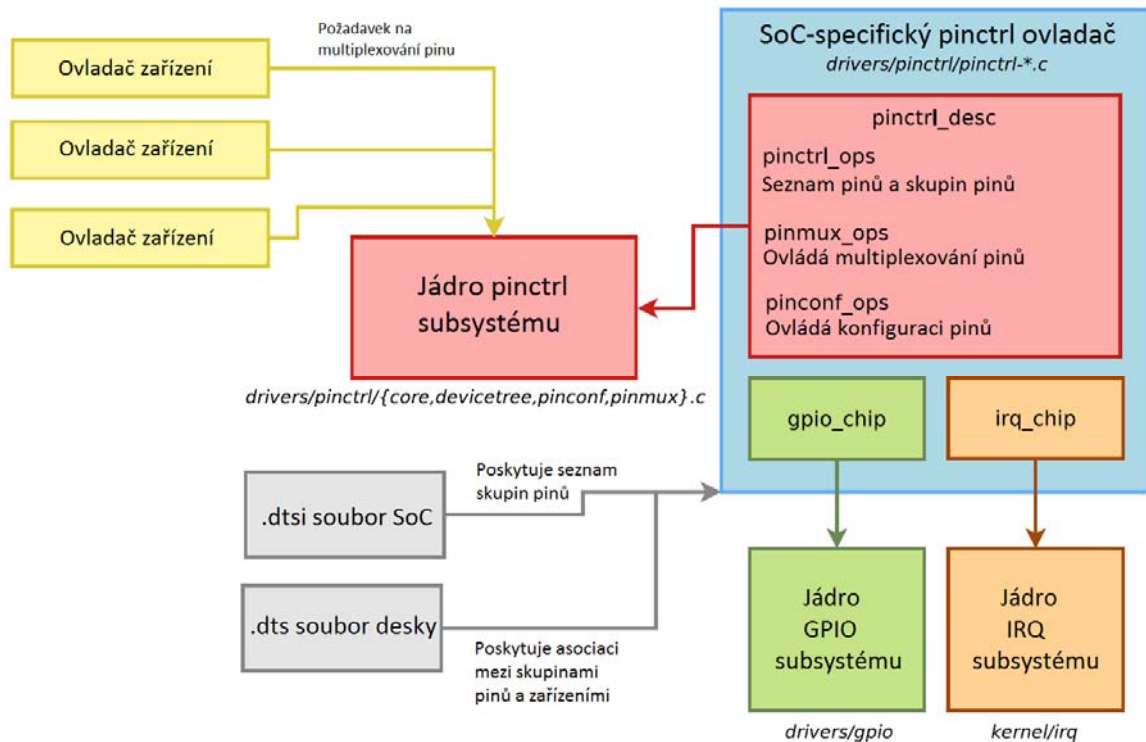 Požadavek na
multiplexování pinu
Ovladač zařízení
Ovladač zařízení
Ovladač zařízení
SoC-specifický pinctrl ovladač
drivers/pinctrl/pinctrl-*.c
pinctrl_desc
pinctrl_ops
Seznam pinů a skupin pinů
pinmux_ops
Ovládá multiplexování pinů
pinconf_ops
Ovládá konfiguraci pinů
Jádro pinctrl
subsystému
drivers/pinctrl/{core,devicetree,pinconf,pinmux}.c
gpio_chip
irq_chip
Poskytuje seznam
skupin pinů
.dtsi soubor SoC
.dts soubor desky
Poskytuje asociaci
mezi skupinami
pinů a zařízeními
Jádro
GPIO
subsystému
drivers/gpio
Jádro
IRQ
subsystému
kernel/irq